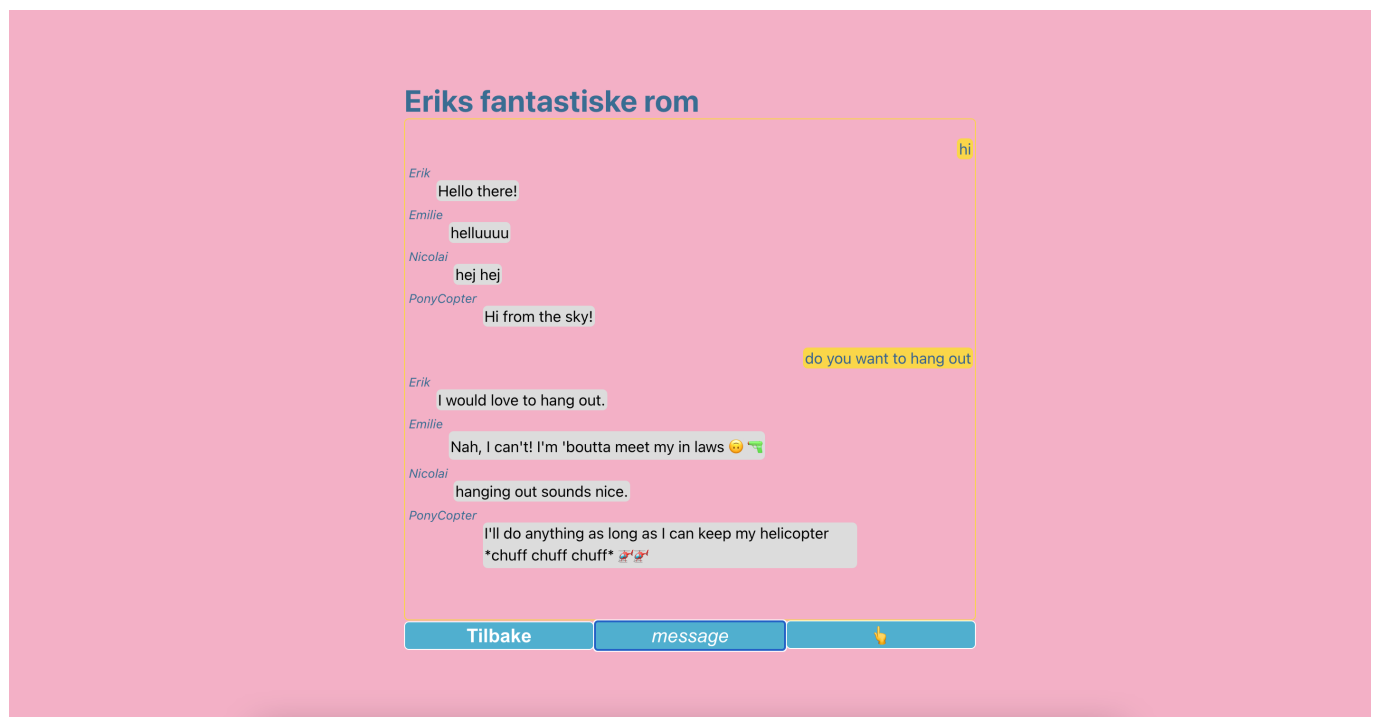 Eriks fantastiske rom
hi
Erik
Hello there!
Emilie
helluuuu
Nicolai
hej hej
PonyCopter
Hi from the sky!
do you want to hang out
Erik
I would love to hang out.
Emilie
Nah, I can't! I'm 'boutta meet my in laws 🙃 🔫
Nicolai
hanging out sounds nice.
PonyCopter
I'll do anything as long as I can keep my helicopter
*chuff chuff chuff* 🚁🚁
Tilbake
message
👆